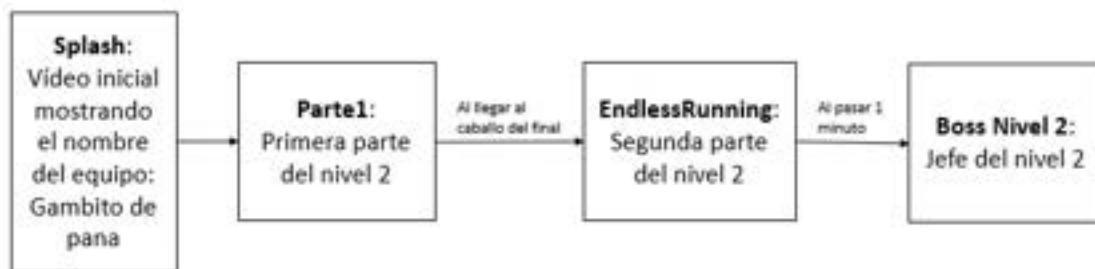 Splash:
Vídeo inicial
mostrando
el nombre
del equipo:
Gambito de
pana
Parte1:
Primera parte
del nivel 2
Al llegar al
caballo del final
EndlessRunning:
Segunda parte
del nivel 2
Al pasar 1
minuto
Boss Nivel 2:
Jefe del nivel 2